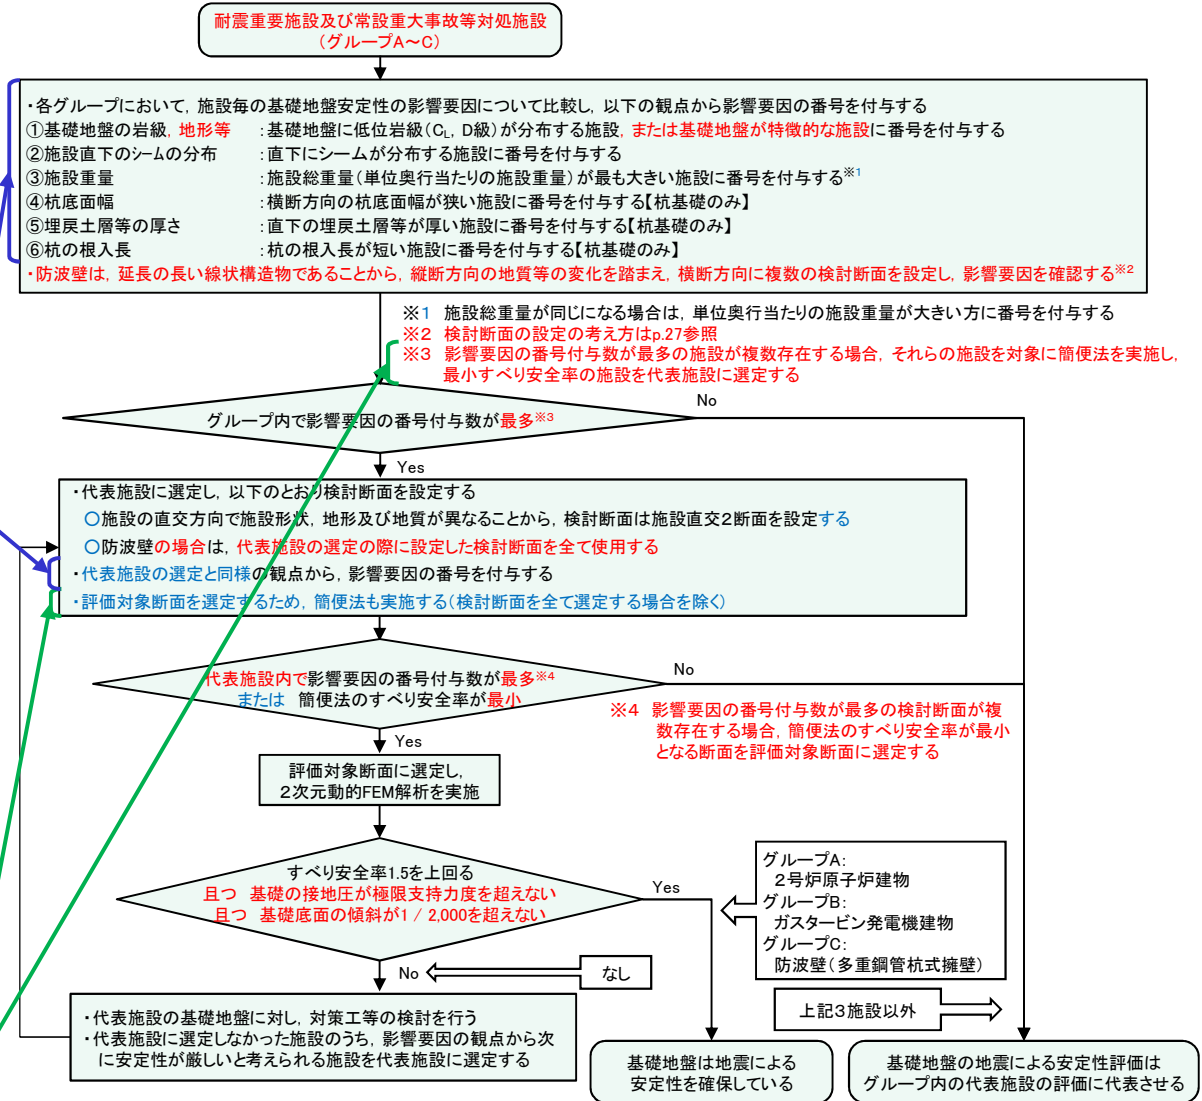 耐震重要施設及び常設重大事故等対処施設
(グループA～C)
・各グループにおいて, 施設毎の基礎地盤安定性の影響要因について比較し, 以下の観点から影響要因の番号を付与する
①基礎地盤の岩級, 地形等 :基礎地盤に低位岩級(CL, D級)が分布する施設, または基礎地盤が特徴的な施設に番号を付与する
②施設直下のシームの分布 :直下にシームが分布する施設に番号を付与する
③施設重量 :施設総重量(単位奥行当たりの施設重量)が最も大きい施設に番号を付与する※1
④杭底面幅 :横断方向の杭底面幅が狭い施設に番号を付与する【杭基礎のみ】
⑤埋戻土層等の厚さ :直下の埋戻土層等が厚い施設に番号を付与する【杭基礎のみ】
⑥杭の根入長 :杭の根入長が短い施設に番号を付与する【杭基礎のみ】
・防波壁は, 延長の長い線状構造物であることから, 縦断方向の地質等の変化を踏まえ, 横断方向に複数の検討断面を設定し, 影響要因を確認する※2
※1 施設総重量が同じになる場合は, 単位奥行当たりの施設重量が大きい方に番号を付与する
※2 検討断面の設定の考え方はp.27参照
※3 影響要因の番号付与数が最多の施設が複数存在する場合, それらの施設を対象に簡便法を実施し,
最小すべり安全率の施設を代表施設に選定する
グループ内で影響要因の番号付与数が最多※3
No
Yes
・代表施設に選定し, 以下のとおり検討断面を設定する
○施設の直交方向で施設形状, 地形及び地質が異なることから, 検討断面は施設直交2断面を設定する
○防波壁の場合は, 代表施設の選定の際に設定した検討断面を全て使用する
・代表施設の選定と同様の観点から, 影響要因の番号を付与する
・評価対象断面を選定するため, 簡便法も実施する(検討断面を全て選定する場合を除く)
代表施設内で影響要因の番号付与数が最多※4
または 簡便法のすべり安全率が最小
No
Yes
※4 影響要因の番号付与数が最多の検討断面が複
数存在する場合, 簡便法のすべり安全率が最小
となる断面を評価対象断面に選定する
評価対象断面に選定し,
2次元動的FEM解析を実施
すべり安全率1.5を上回る
且つ 基礎の接地圧が極限支持力度を超えない
且つ 基礎底面の傾斜が1/2,000を超えない
Yes
No
グループA:
2号炉原子炉建物
グループB:
ガスタービン発電機建物
グループC:
防波壁(多重鋼管杭式擁壁)
なし
上記3施設以外
・代表施設の基礎地盤に対し, 対策工等の検討を行う
・代表施設に選定しなかった施設のうち, 影響要因の観点から次
に安定性が厳しいと考えられる施設を代表施設に選定する
基礎地盤は地震による
安定性を確保している
基礎地盤の地震による安定性評価は
グループ内の代表施設の評価に代表させる